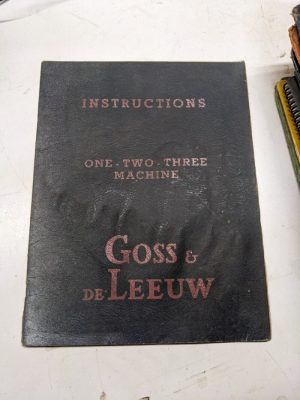 INSTRUCTIONS
ONE - TWO - THREE
MACHINE
GOSS &
DE LEEUW